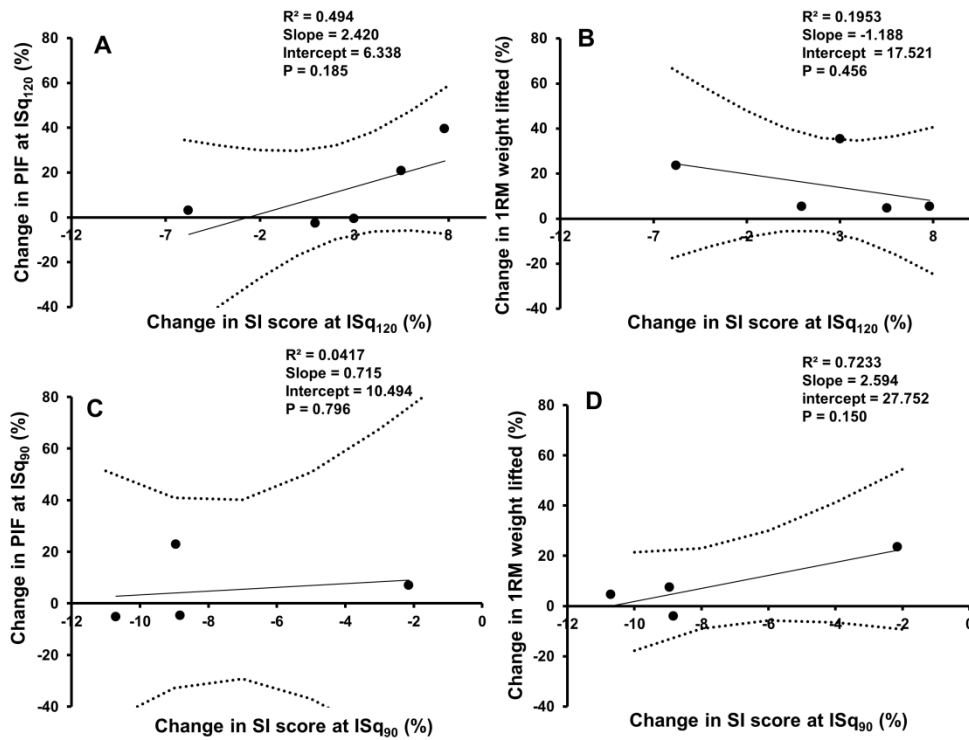 A
R² = 0.494
Slope = 2.420
Intercept = 6.338
P = 0.185
Change in PIF at ISq₁₂₀ (%)
80
60
40
20
0
-20
-40
-12
-7
-2
3
8
Change in SI score at ISq₁₂₀ (%)
B
R² = 0.1953
Slope = -1.188
Intercept = 17.521
P = 0.456
Change in 1RM weight lifted (%)
80
60
40
20
0
-20
-40
-12
-7
-2
3
8
Change in SI score at ISq₁₂₀ (%)
C
R² = 0.0417
Slope = 0.715
Intercept = 10.494
P = 0.796
Change in PIF at ISq₉₀ (%)
80
60
40
20
0
-20
-40
-12
-10
-8
-6
-4
-2
0
Change in SI score at ISq₉₀ (%)
D
R² = 0.7233
Slope = 2.594
intercept = 27.752
P = 0.150
Change in 1RM weight lifted (%)
80
60
40
20
0
-20
-40
-12
-10
-8
-6
-4
-2
0
Change in SI score at ISq₉₀ (%)